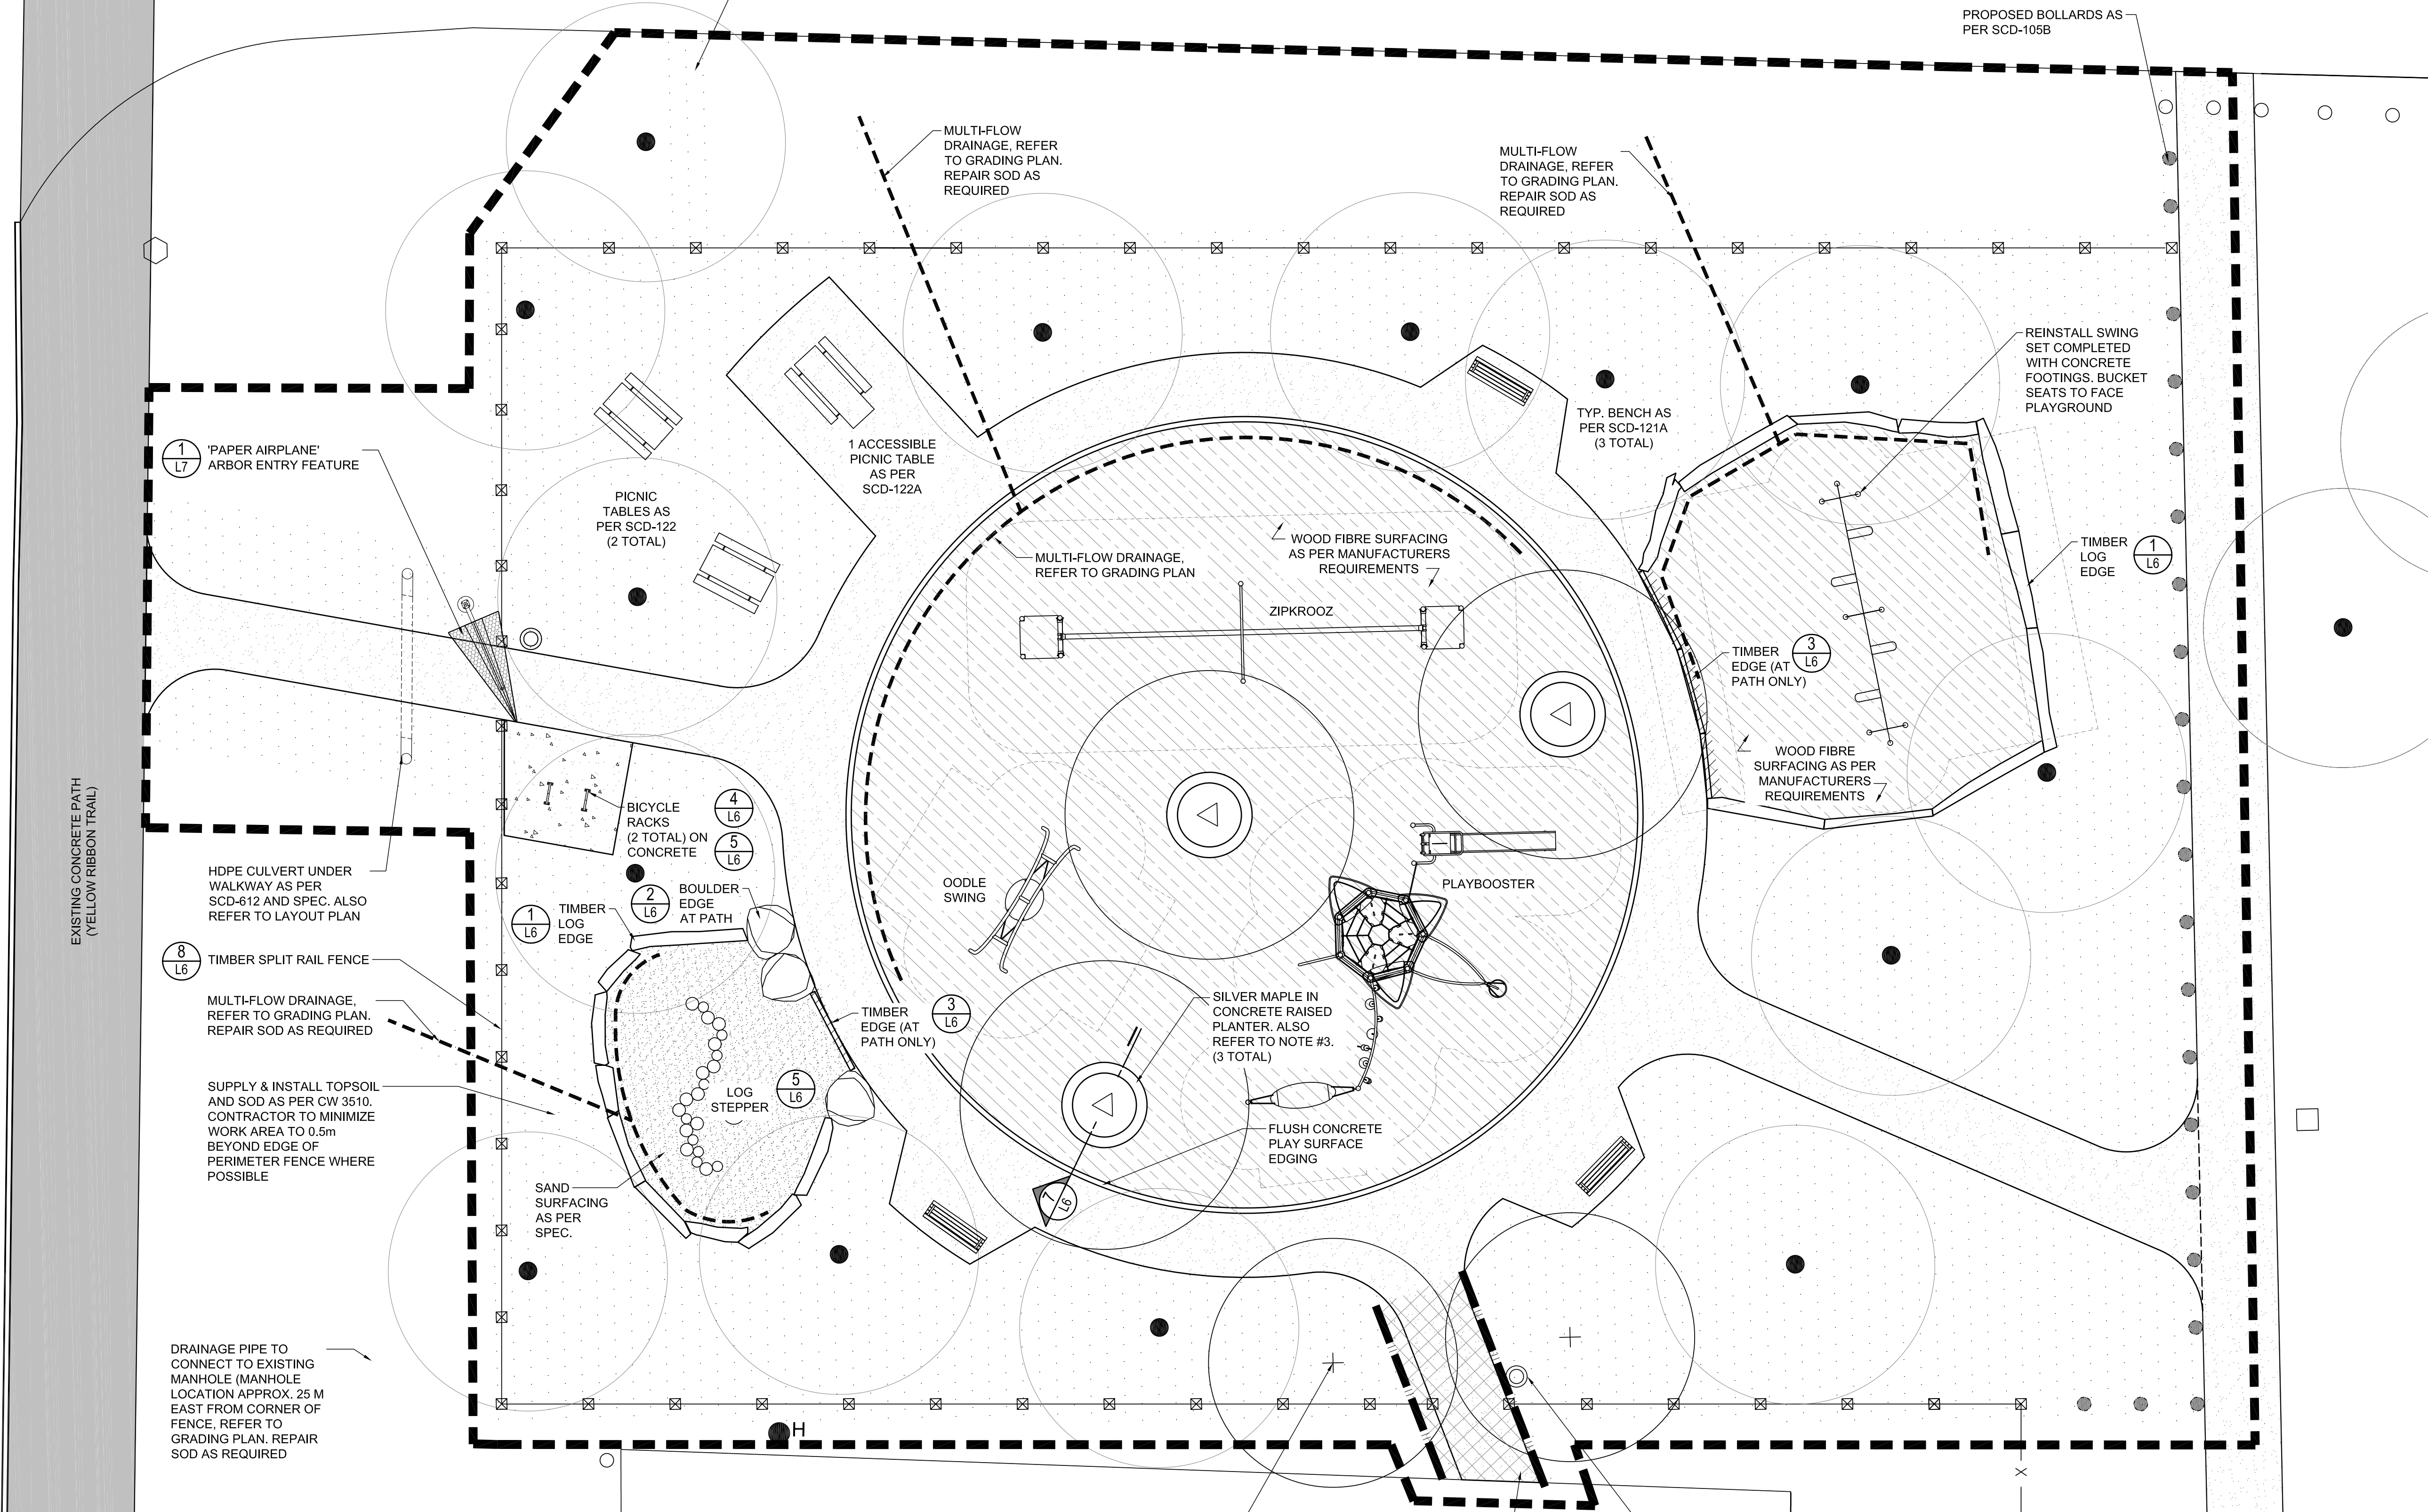 PROPOSED BOLLARDS AS
PER SCD-105B
MULTI-FLOW
DRAINAGE, REFER
TO GRADING PLAN.
REPAIR SOD AS
REQUIRED
MULTI-FLOW
DRAINAGE, REFER
TO GRADING PLAN.
REPAIR SOD AS
REQUIRED
REINSTALL SWING
SET COMPLETED
WITH CONCRETE
FOOTINGS. BUCKET
SEATS TO FACE
PLAYGROUND
1
L7
'PAPER AIRPLANE'
ARBOR ENTRY FEATURE
1 ACCESSIBLE
PICNIC TABLE
AS PER
SCD-122A
TYP. BENCH AS
PER SCD-121A
(3 TOTAL)
PICNIC
TABLES AS
PER SCD-122
(2 TOTAL)
MULTI-FLOW DRAINAGE,
REFER TO GRADING PLAN
WOOD FIBRE SURFACING
AS PER MANUFACTURERS
REQUIREMENTS
TIMBER
LOG
EDGE
1
L6
ZIPKROOZ
TIMBER
EDGE (AT
PATH ONLY)
3
L6
WOOD FIBRE
SURFACING AS PER
MANUFACTURERS
REQUIREMENTS
EXISTING CONCRETE PATH
(YELLOW RIBBON TRAIL)
BICYCLE
RACKS
(2 TOTAL) ON
CONCRETE
4
L6
5
L6
HDPE CULVERT UNDER
WALKWAY AS PER
SCD-612 AND SPEC. ALSO
REFER TO LAYOUT PLAN
1
L6
TIMBER
LOG
EDGE
2
L6
BOULDER
EDGE
AT PATH
OODLE
SWING
PLAYBOOSTER
8
L6
TIMBER SPLIT RAIL FENCE
MULTI-FLOW DRAINAGE,
REFER TO GRADING PLAN.
REPAIR SOD AS REQUIRED
TIMBER
EDGE (AT
PATH ONLY)
3
L6
SILVER MAPLE IN
CONCRETE RAISED
PLANTER. ALSO
REFER TO NOTE #3.
(3 TOTAL)
SUPPLY & INSTALL TOPSOIL
AND SOD AS PER CW 3510.
CONTRACTOR TO MINIMIZE
WORK AREA TO 0.5m
BEYOND EDGE OF
PERIMETER FENCE WHERE
POSSIBLE
LOG
STEPPER
5
L6
FLUSH CONCRETE
PLAY SURFACE
EDGING
SAND
SURFACING
AS PER
SPEC.
7
L6
DRAINAGE PIPE TO
CONNECT TO EXISTING
MANHOLE (MANHOLE
LOCATION APPROX. 25 M
EAST FROM CORNER OF
FENCE, REFER TO
GRADING PLAN. REPAIR
SOD AS REQUIRED
H
X